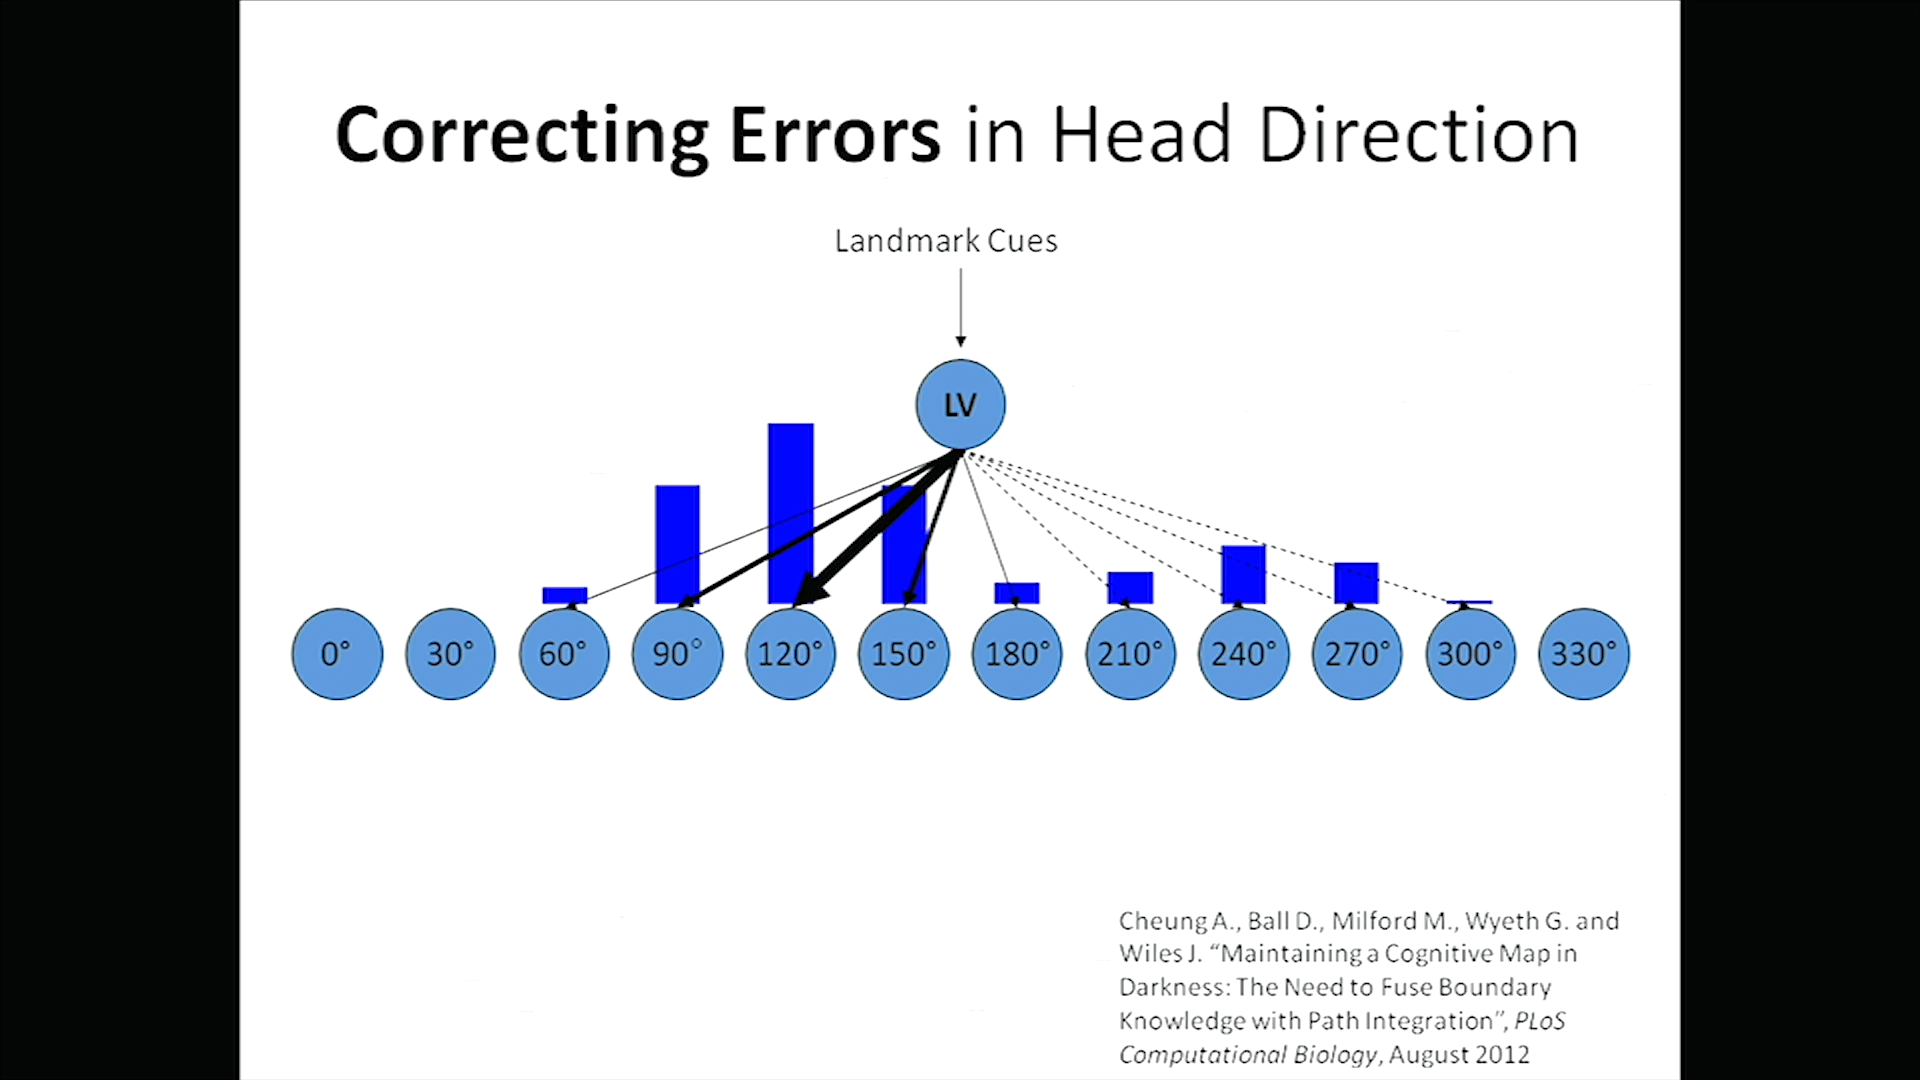 Correcting Errors in Head Direction
Landmark Cues
LV
0° 30° 60° 90° 120° 150° 180° 210° 240° 270° 300° 330°
Cheung A., Ball D., Milford M., Wyeth G. and
Wiles J. “Maintaining a Cognitive Map in
Darkness: The Need to Fuse Boundary
Knowledge with Path Integration”, PLoS
Computational Biology, August 2012